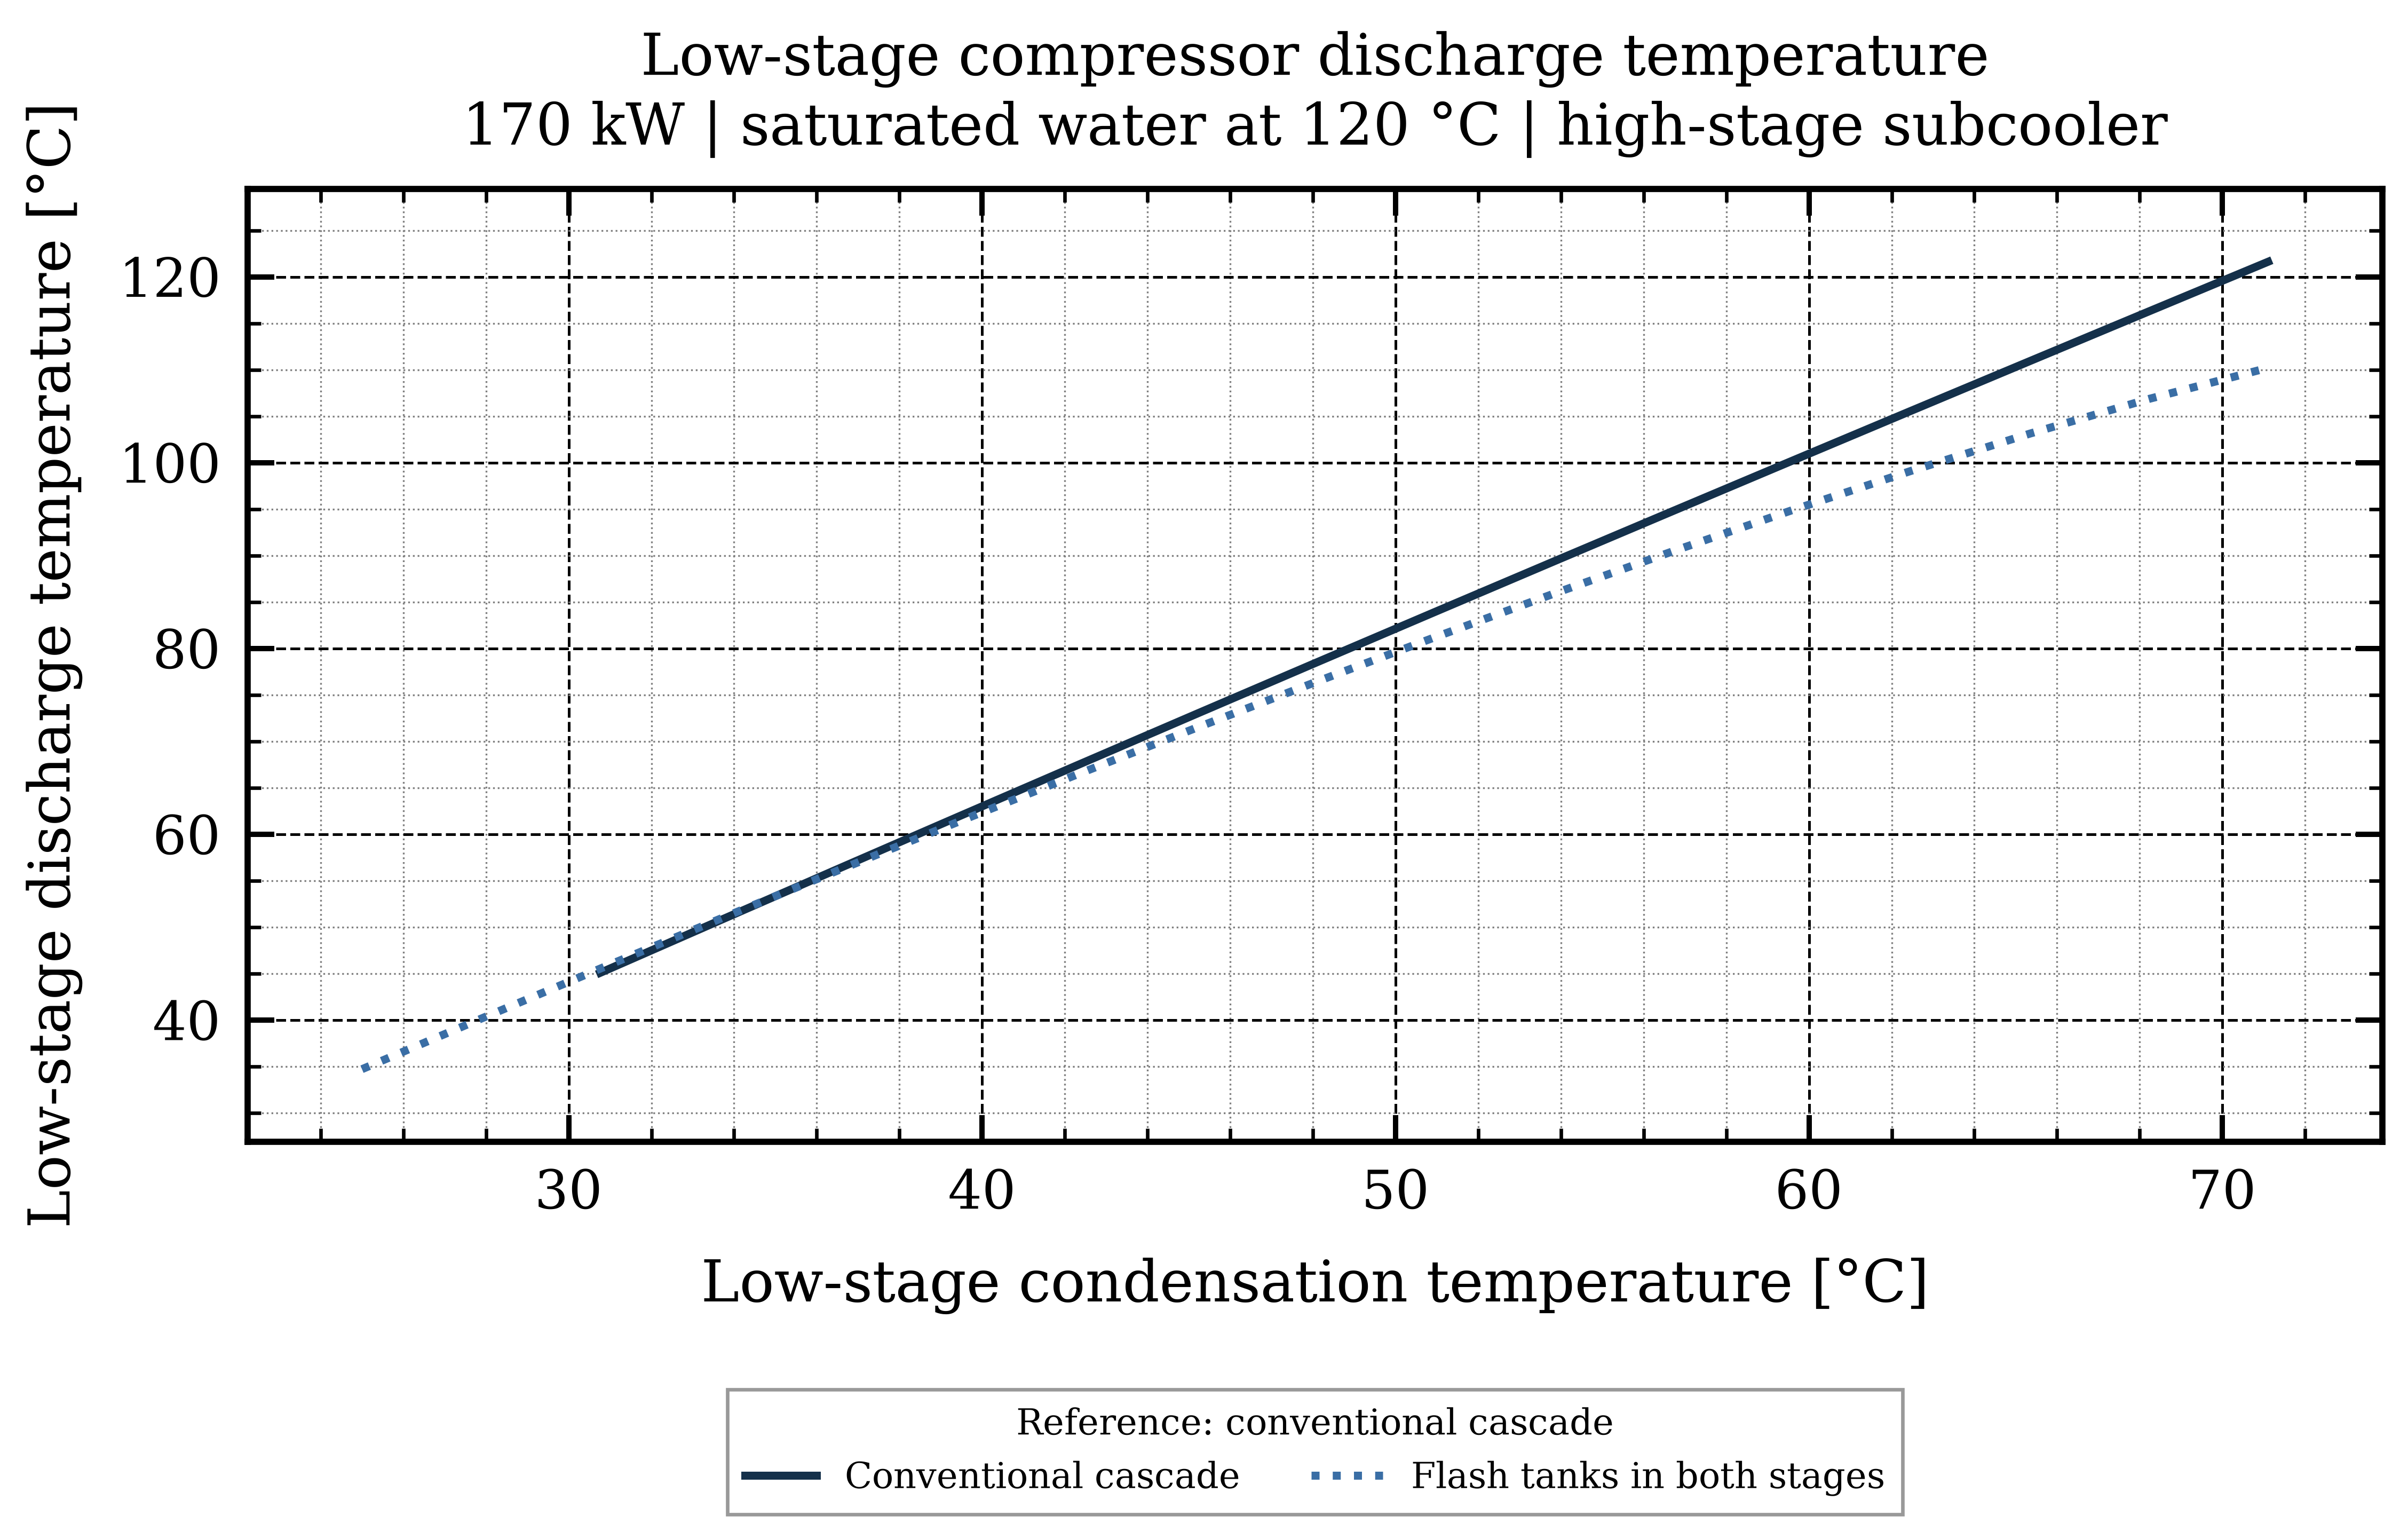 Low-stage compressor discharge temperature
170 kW | saturated water at 120 °C | high-stage subcooler
Low-stage discharge temperature [°C]
120
100
80
60
40
30 40 50 60 70
Low-stage condensation temperature [°C]
Reference: conventional cascade
Conventional cascade Flash tanks in both stages